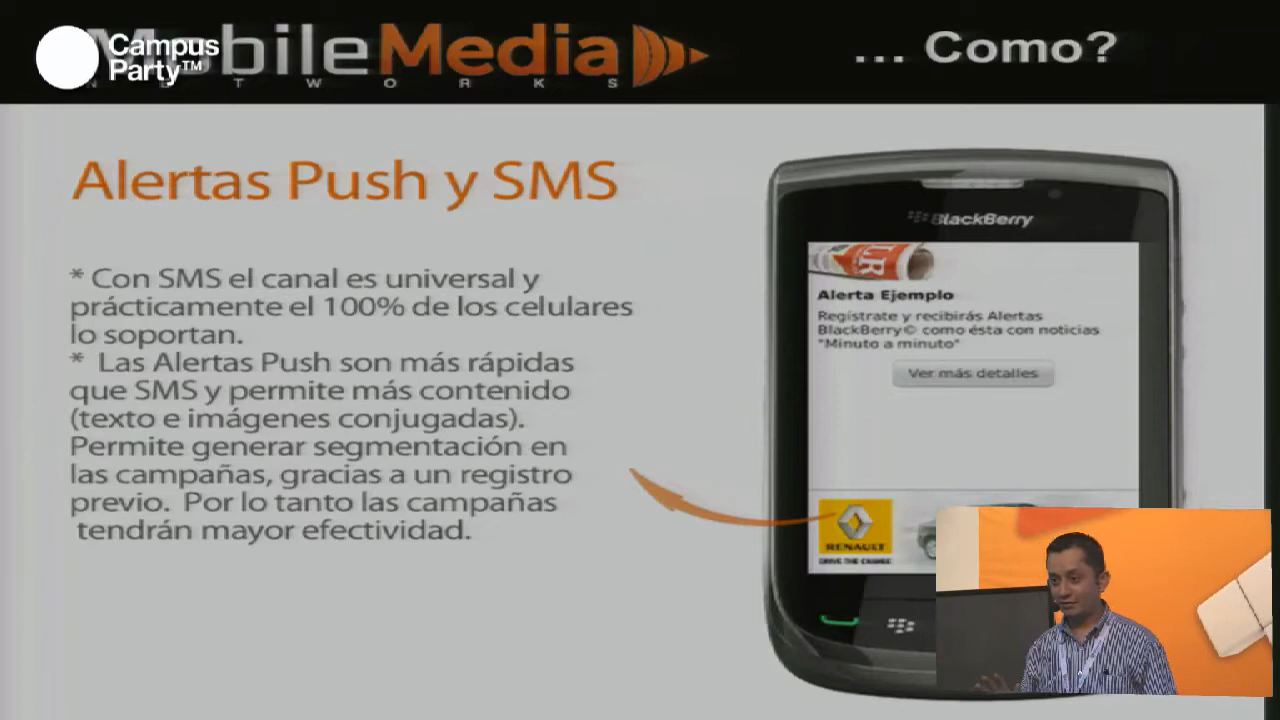 Campus
Party™
MobileMedia
NETWORKS
... Como?
Alertas Push y SMS
* Con SMS el canal es universal y
prácticamente el 100% de los celulares
lo soportan.
* Las Alertas Push son más rápidas
que SMS y permite más contenido
(texto e imágenes conjugadas).
Permite generar segmentación en
las campañas, gracias a un registro
previo. Por lo tanto las campañas
tendrán mayor efectividad.
BlackBerry
LR
Alerta Ejemplo
Regístrate y recibirás Alertas
BlackBerry© como ésta con noticias
"Minuto a minuto"
Ver más detalles
RENAULT
DRIVE THE CHANGE